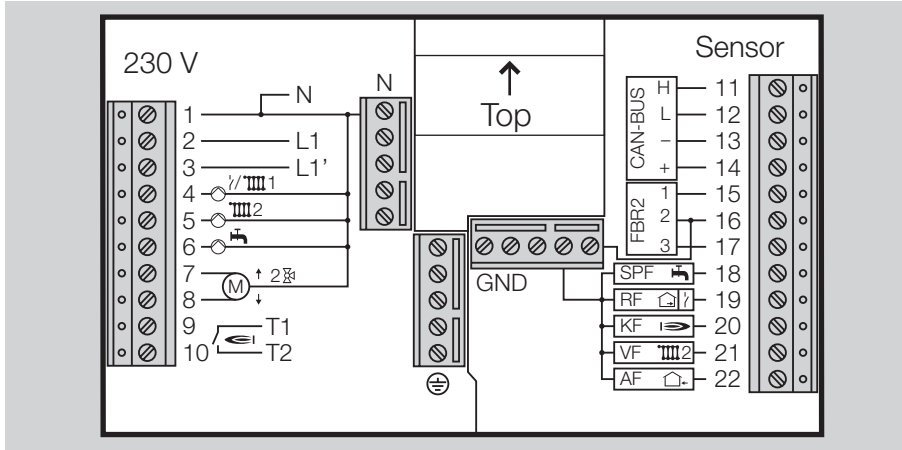 230 V
N
Top
Sensor
1 N
2 L1
3 L1'
4 1
5 2
6
7
8
M 2
9 T1
10 T2
GND
CAN-BUS
H 11
L 12
– 13
+ 14
FBR2
1 15
2 16
3 17
SPF 18
RF 19
KF 20
VF 2 21
AF 22